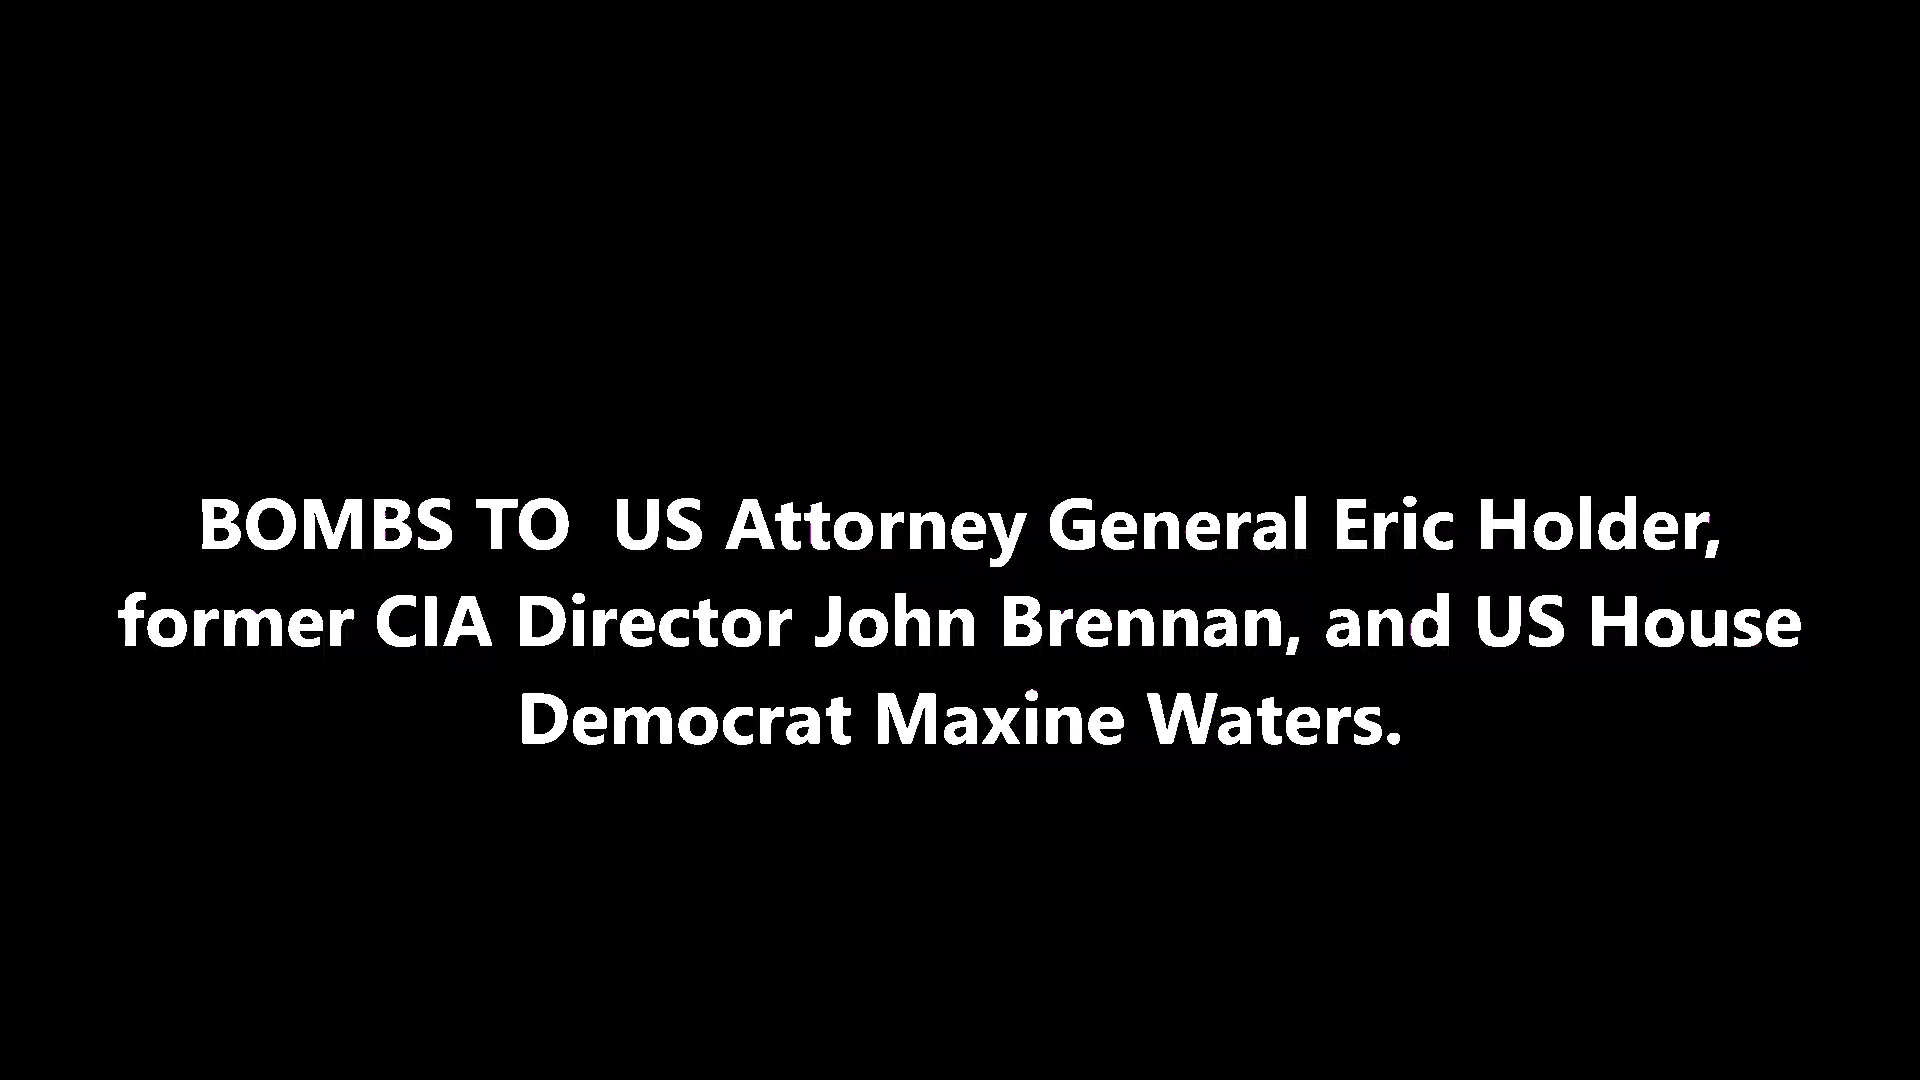 BOMBS TO  US Attorney General Eric Holder,
former CIA Director John Brennan, and US House
Democrat Maxine Waters.